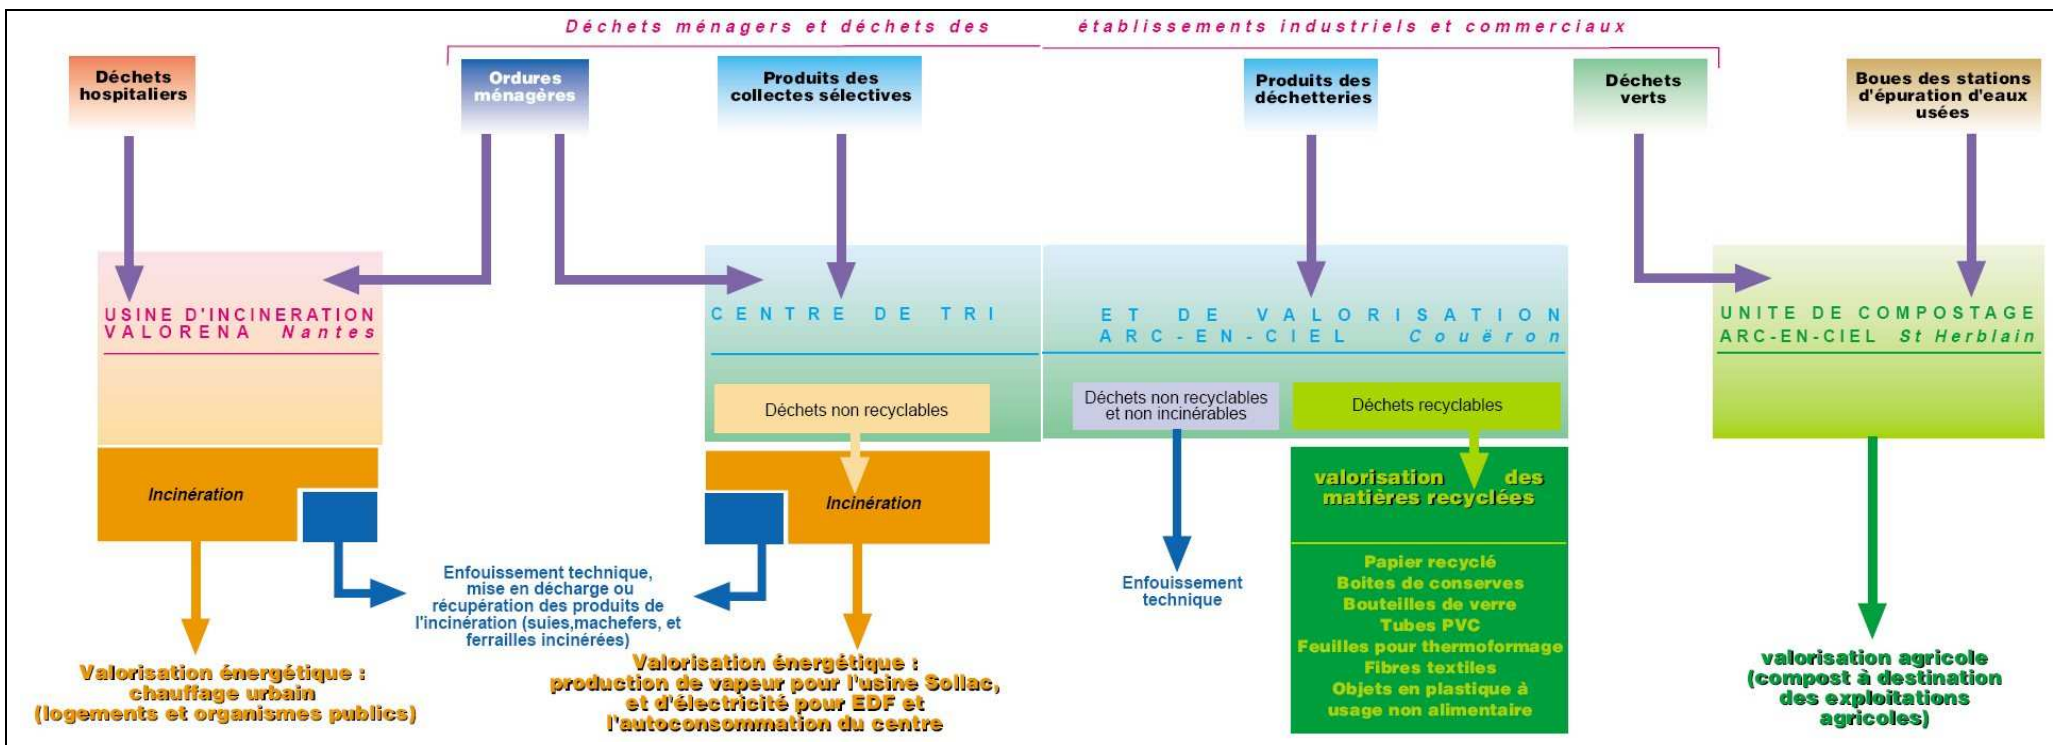 Déchets ménagers et déchets des établissements industriels et commerciaux
Déchets
hospitaliers
Ordures
ménagères
Produits des
collectes sélectives
Produits des
déchetteries
Déchets
verts
Boues des stations
d'épuration d'eaux
usées
USINE D'INCINERATION
VALORENA Nantes
CENTRE DE TRI
ET DE VALORISATION
ARC-EN-CIEL Couëron
UNITE DE COMPOSTAGE
ARC-EN-CIEL St Herblain
Déchets non recyclables
Déchets non recyclables
et non incinérables
Déchets recyclables
Incinération
Incinération
valorisation des
matières recyclées
Papier recyclé
Boites de conserves
Bouteilles de verre
Tubes PVC
Feuilles pour thermoformage
Fibres textiles
Objets en plastique à
usage non alimentaire
Enfouissement technique,
mise en décharge ou
récupération des produits de
l'incinération (suies,machefers, et
ferrailles incinérées)
Enfouissement
technique
Valorisation énergétique :
chauffage urbain
(logements et organismes publics)
Valorisation énergétique :
production de vapeur pour l'usine Sollac,
et d'électricité pour EDF et
l'autoconsommation du centre
valorisation agricole
(compost à destination
des exploitations
agricoles)